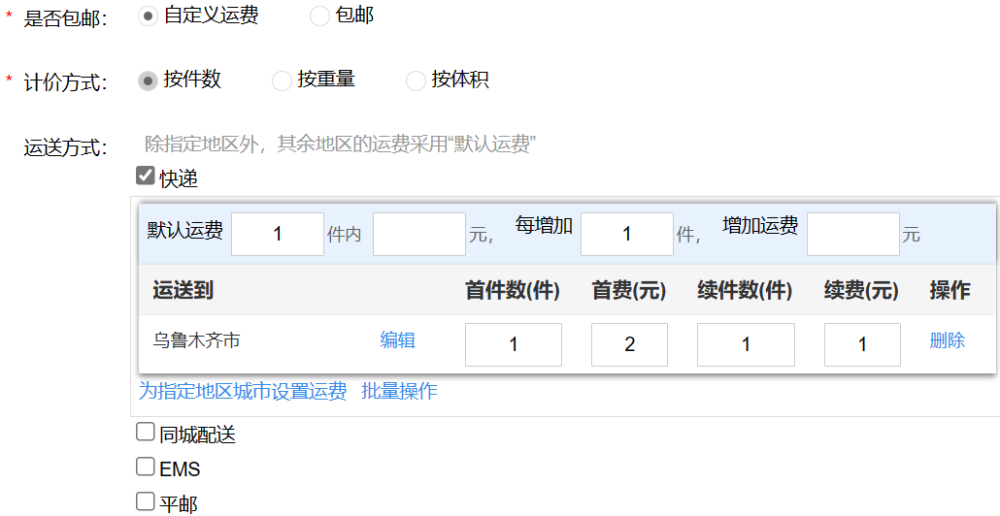 * 是否包邮： 自定义运费 包邮
* 计价方式： 按件数 按重量 按体积
运送方式： 除指定地区外，其余地区的运费采用“默认运费”
快递
默认运费 1 件内 元， 每增加 1 件， 增加运费 元
运送到 首件数(件) 首费(元) 续件数(件) 续费(元) 操作
乌鲁木齐市 编辑 1 2 1 1 删除
为指定地区城市设置运费 批量操作
同城配送
EMS
平邮